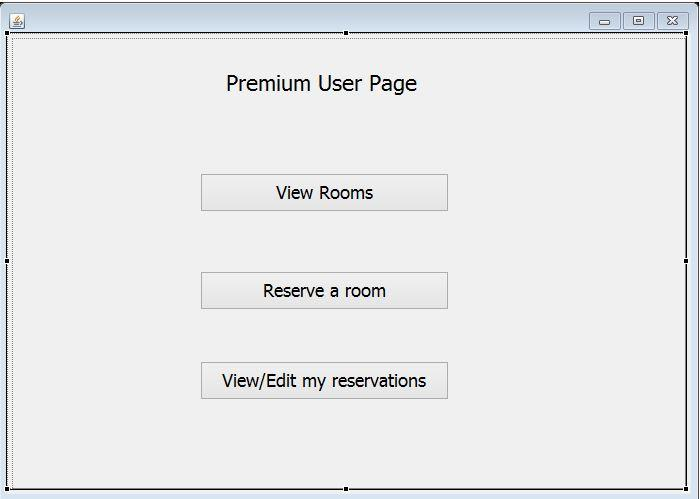 Premium User Page
View Rooms
Reserve a room
View/Edit my reservations